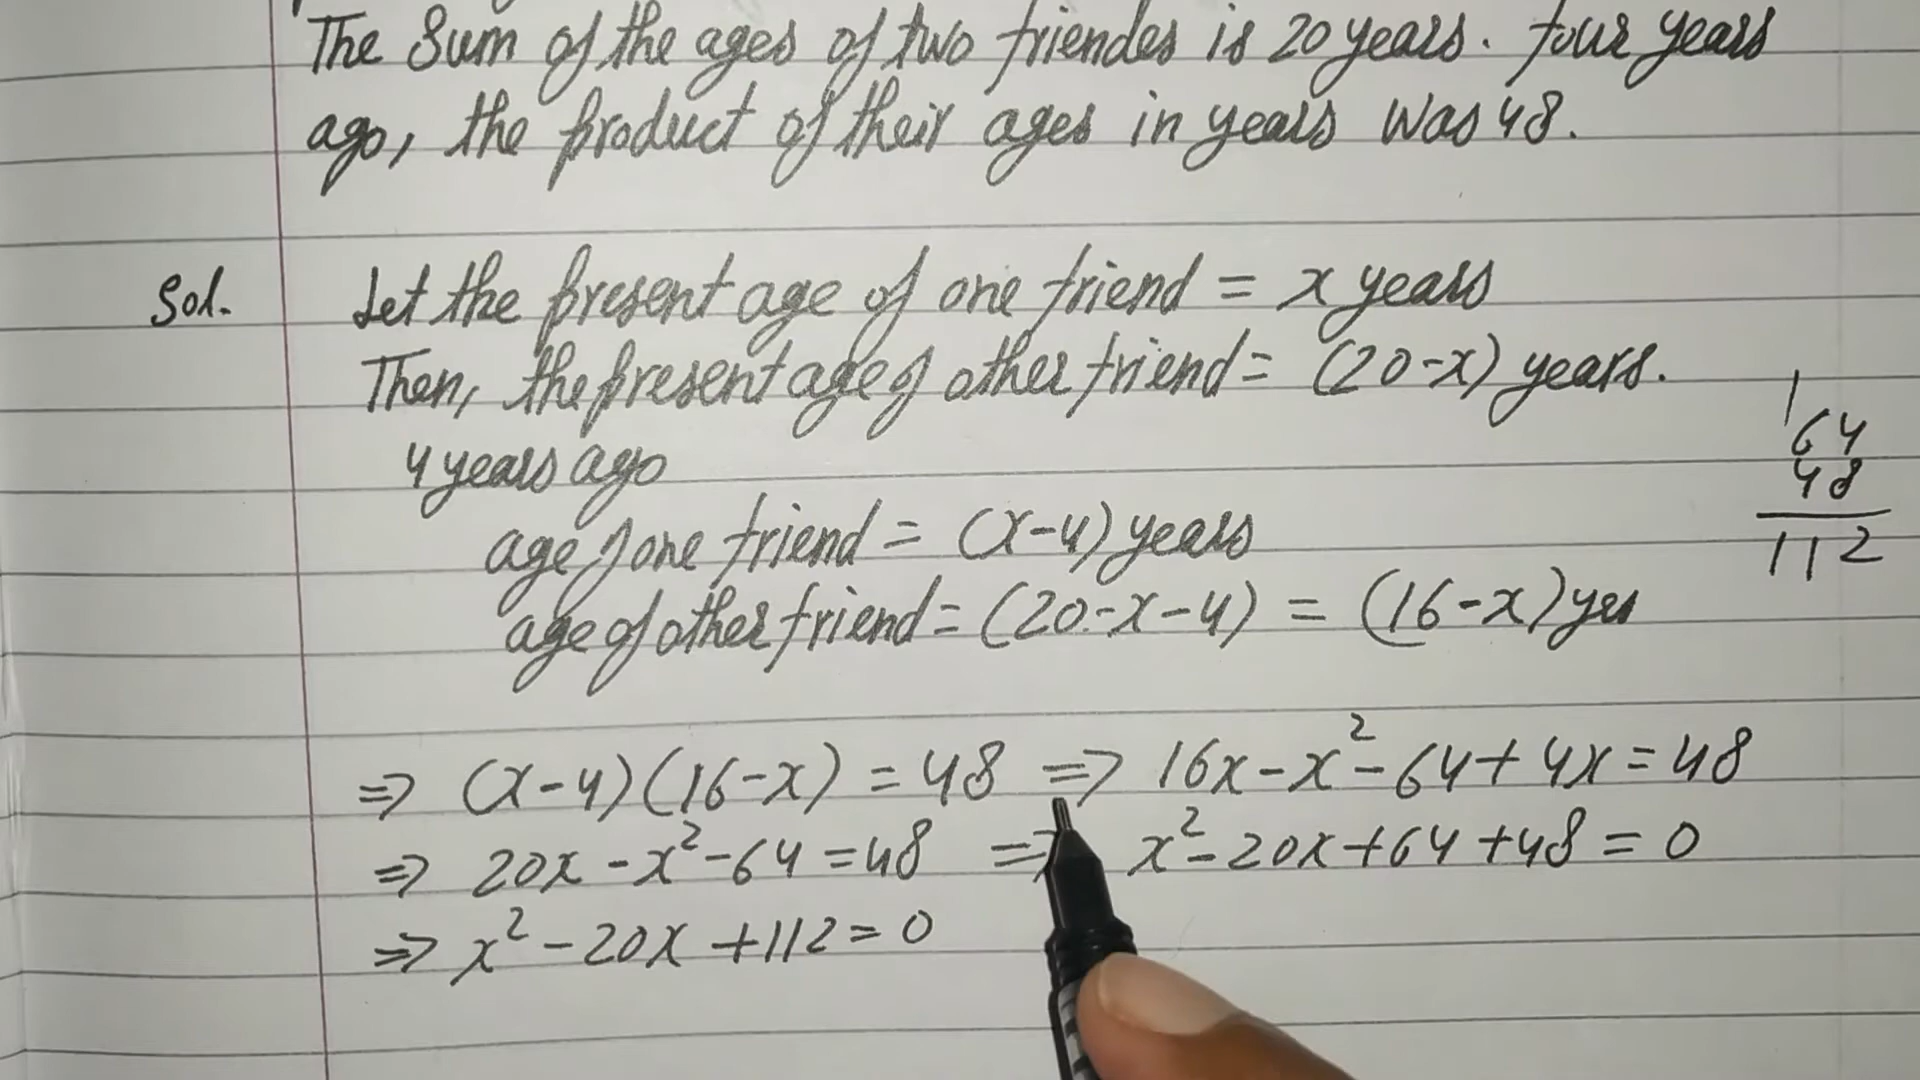 The Sum of the ages of two friendes is 20 years. four years
ago, the product of their ages in years was 48.
Sol. Let the present age of one friend = x years
Then, the present age of other friend = (20-x) years.
4 years ago
age of one friend = (x-4) years
age of other friend = (20-x-4) = (16-x) yes
1
64
48
112
⇒ (x-4)(16-x) = 48 ⇒ 16x-x²-64+4x=48
⇒ 20x-x²-64=48 ⇒ x²-20x+64+48=0
⇒ x²-20x+112=0